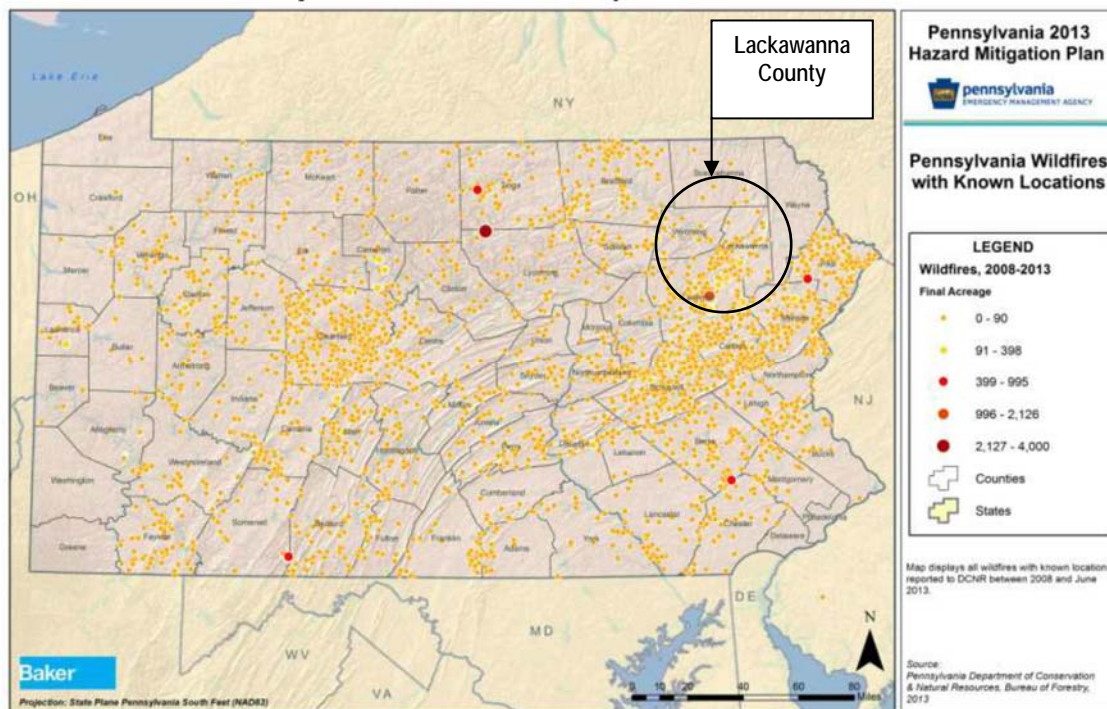 Lackawanna
County
Pennsylvania 2013
Hazard Mitigation Plan
pennsylvania
EMERGENCY MANAGEMENT AGENCY
Pennsylvania Wildfires
with Known Locations
LEGEND
Wildfires, 2008-2013
Final Acreage
0 - 90
91 - 398
399 - 995
996 - 2,126
2,127 - 4,000
Counties
States
Map displays all wildfires with known location
reported to DCNR between 2008 and June
2013.
Source:
Pennsylvania Department of Conservation
& Natural Resources, Bureau of Forestry,
2013
Lake Erie
NY
OH
NJ
DE
MD
WV
VA
N
Erie
Crawford
Warren
McKean
Potter
Tioga
Bradford
Susquehanna
Wayne
Wyoming
Lackawanna
Forest
Venango
Elk
Cameron
Sullivan
Lycoming
Clinton
Pike
Monroe
Mercer
Clarion
Jefferson
Clearfield
Centre
Union
Montour
Columbia
Carbon
Lawrence
Butler
Armstrong
Snyder
Northumberland
Schuylkill
Northampton
Beaver
Indiana
Mifflin
Lehigh
Allegheny
Cambria
Blair
Juniata
Huntingdon
Perry
Dauphin
Lebanon
Berks
Bucks
Westmoreland
Montgomery
Washington
Cumberland
Lancaster
Chester
Philadelphia
Delaware
Greene
Fayette
Somerset
Bedford
Fulton
Franklin
Adams
York
Baker
0 10 20 40 60 80
Miles
Projection: State Plane Pennsylvania South Feet (NAD83)